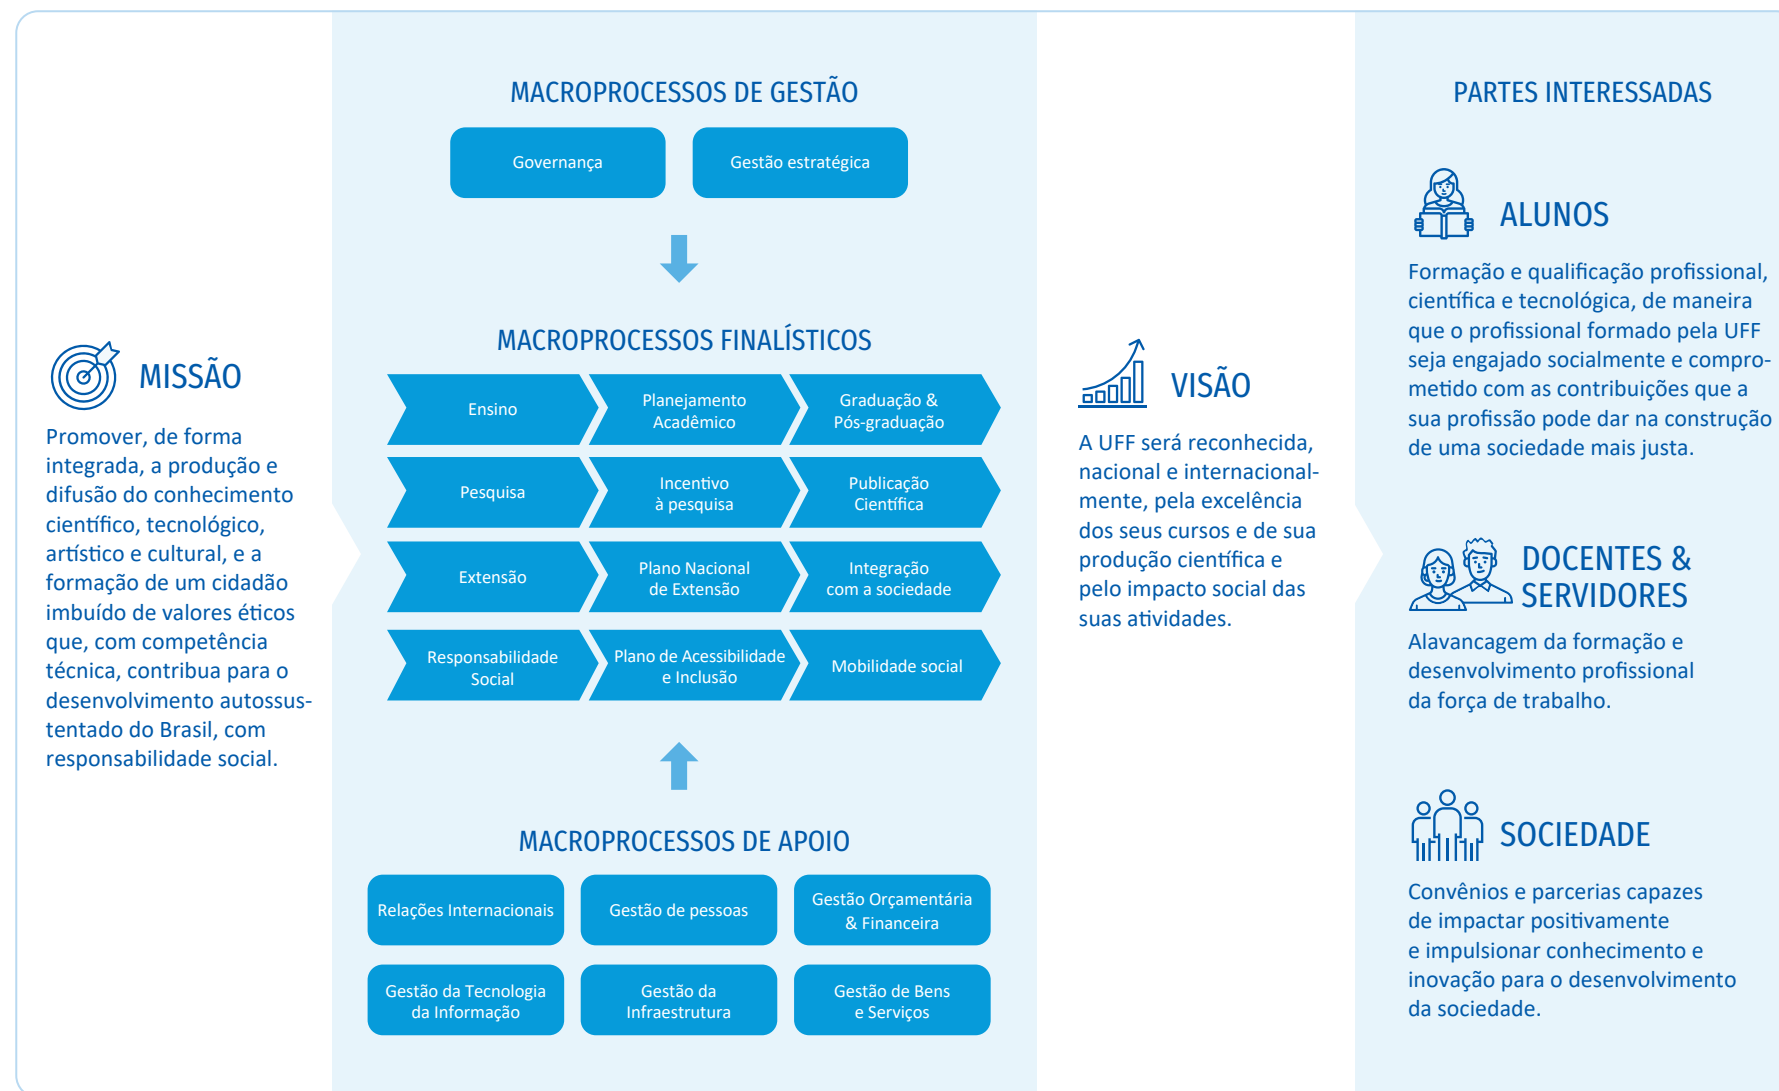 MISSÃO
Promover, de forma
integrada, a produção e
difusão do conhecimento
científico, tecnológico,
artístico e cultural, e a
formação de um cidadão
imbuído de valores éticos
que, com competência
técnica, contribua para o
desenvolvimento autossus-
tentado do Brasil, com
responsabilidade social.
MACROPROCESSOS DE GESTÃO
Governança
Gestão estratégica
MACROPROCESSOS FINALÍSTICOS
Ensino
Planejamento
Acadêmico
Graduação &
Pós-graduação
Pesquisa
Incentivo
à pesquisa
Publicação
Científica
Extensão
Plano Nacional
de Extensão
Integração
com a sociedade
Responsabilidade
Social
Plano de Acessibilidade
e Inclusão
Mobilidade social
MACROPROCESSOS DE APOIO
Relações Internacionais
Gestão de pessoas
Gestão Orçamentária
& Financeira
Gestão da Tecnologia
da Informação
Gestão da
Infraestrutura
Gestão de Bens
e Serviços
VISÃO
A UFF será reconhecida,
nacional e internacional-
mente, pela excelência
dos seus cursos e de sua
produção científica e
pelo impacto social das
suas atividades.
PARTES INTERESSADAS
ALUNOS
Formação e qualificação profissional,
científica e tecnológica, de maneira
que o profissional formado pela UFF
seja engajado socialmente e compro-
metido com as contribuições que a
sua profissão pode dar na construção
de uma sociedade mais justa.
DOCENTES &
SERVIDORES
Alavancagem da formação e
desenvolvimento profissional
da força de trabalho.
SOCIEDADE
Convênios e parcerias capazes
de impactar positivamente
e impulsionar conhecimento e
inovação para o desenvolvimento
da sociedade.